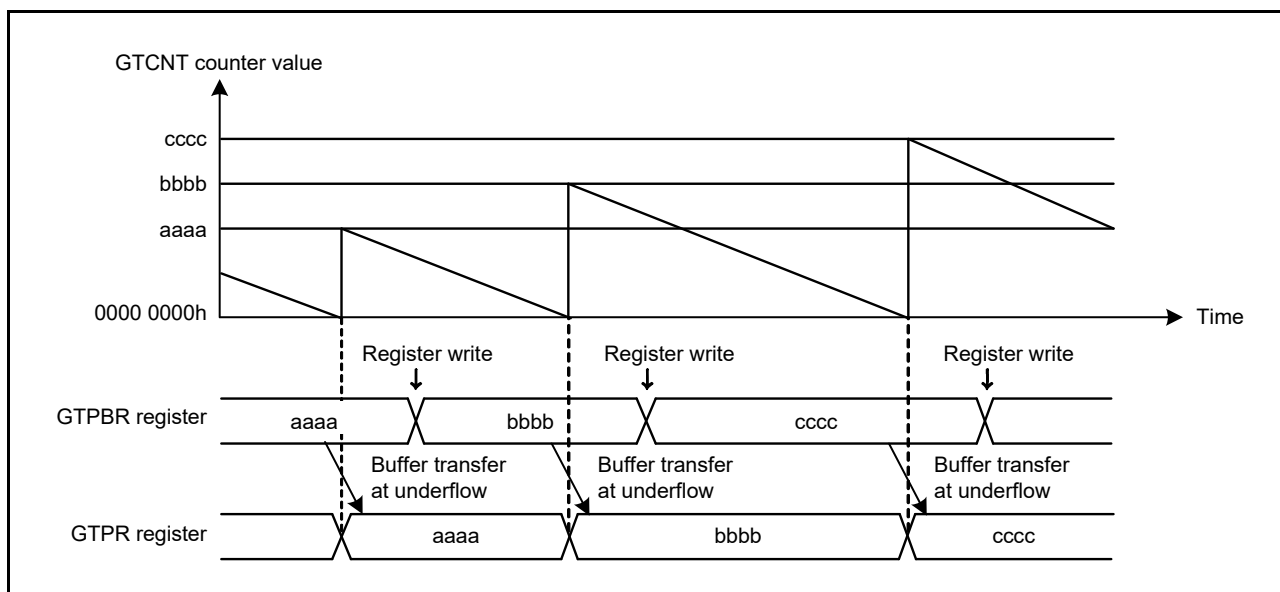 GTCNT counter value
cccc
bbbb
aaaa
0000 0000h
Time
Register write
Register write
Register write
GTPBR register
aaaa
bbbb
cccc
Buffer transfer
at underflow
Buffer transfer
at underflow
Buffer transfer
at underflow
GTPR register
aaaa
bbbb
cccc